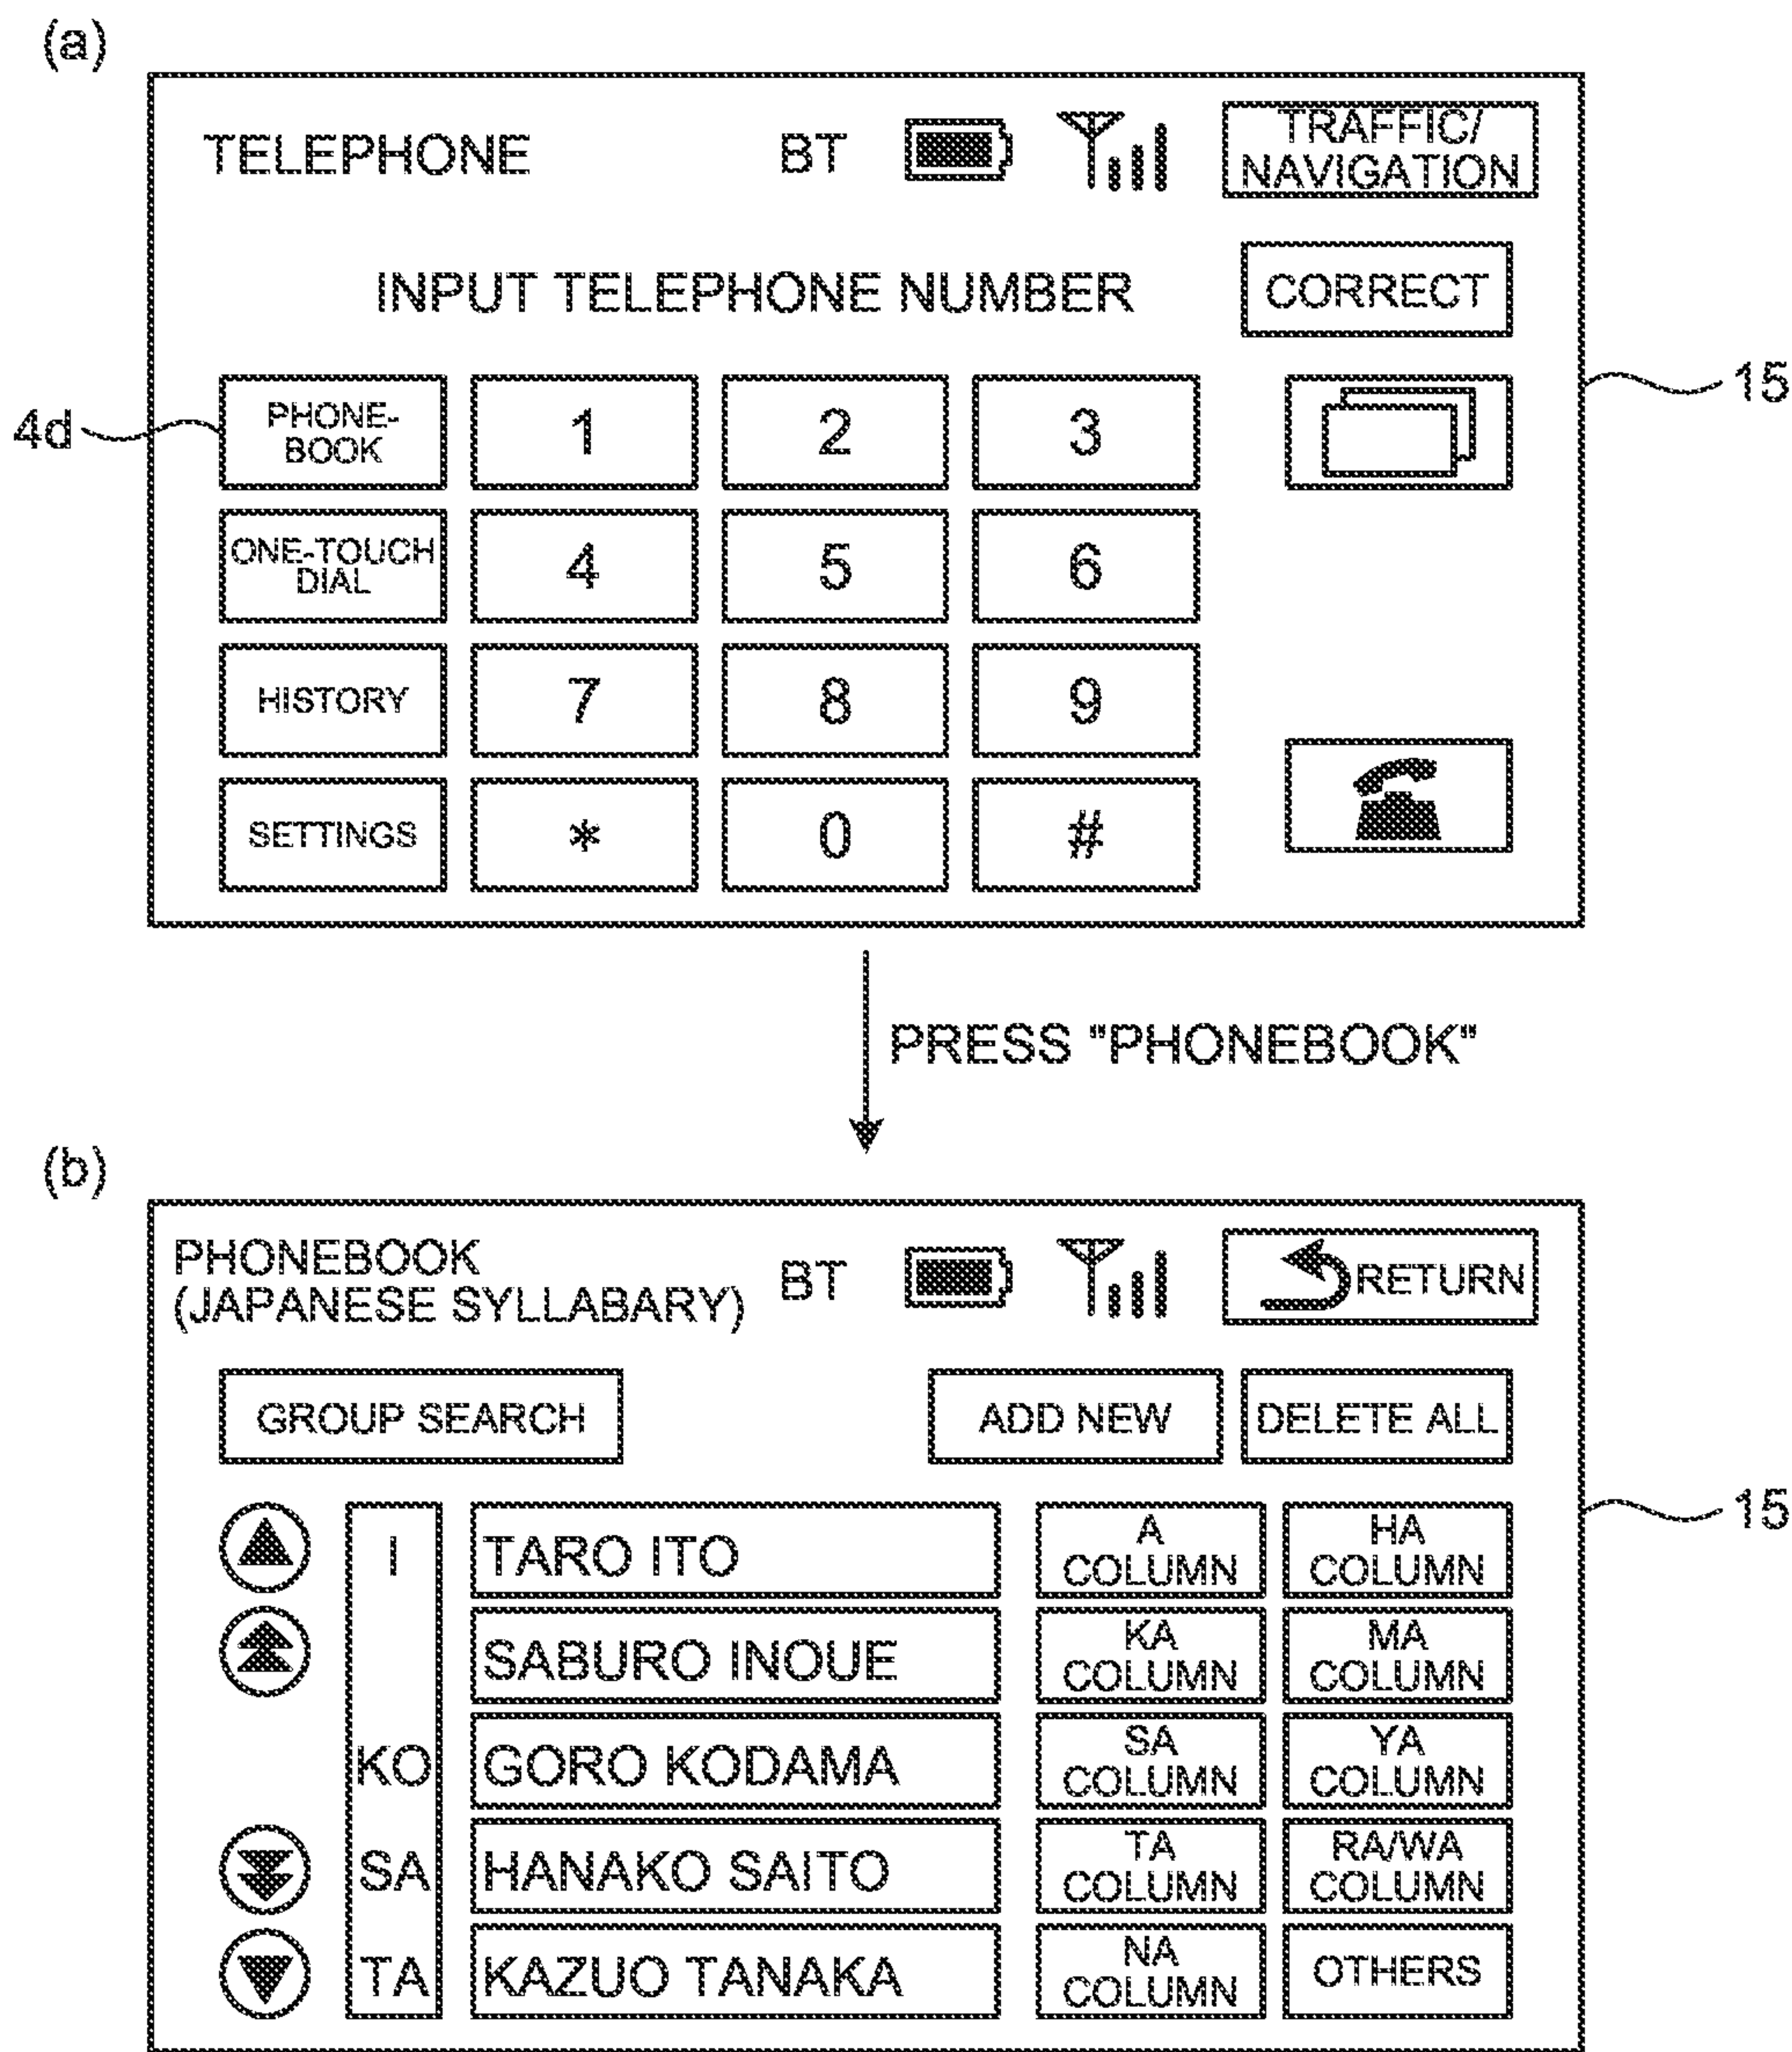 (a)
TELEPHONE BT TRAFFIC/
NAVIGATION
INPUT TELEPHONE NUMBER CORRECT
15
4d
PHONE-
BOOK 1 2 3
ONE-TOUCH
DIAL 4 5 6
HISTORY 7 8 9
SETTINGS * 0 #
PRESS "PHONEBOOK"
(b)
PHONEBOOK
(JAPANESE SYLLABARY) BT RETURN
GROUP SEARCH ADD NEW DELETE ALL
15
I TARO ITO A
COLUMN HA
COLUMN
SABURO INOUE KA
COLUMN MA
COLUMN
KO GORO KODAMA SA
COLUMN YA
COLUMN
SA HANAKO SAITO TA
COLUMN RA/WA
COLUMN
TA KAZUO TANAKA NA
COLUMN OTHERS